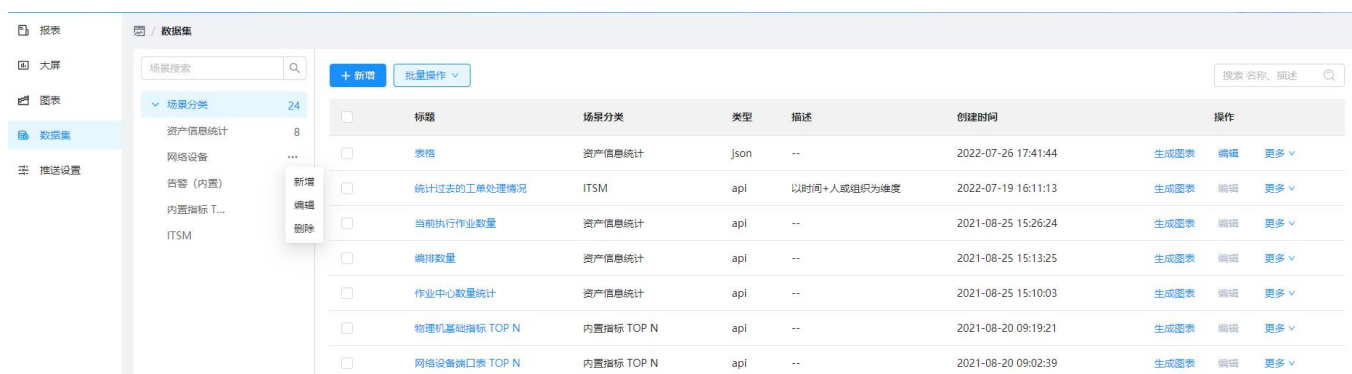 报表
大屏
图表
数据集
推送设置
/ 数据集
场景搜索
场景分类 24
资产信息统计 8
网络设备 ···
告警（内置）
内置指标 T...
ITSM
新增
编辑
删除
+ 新增 批量操作 搜索 名称、描述
标题 场景分类 类型 描述 创建时间 操作
表格 资产信息统计 json -- 2022-07-26 17:41:44 生成图表 编辑 更多
统计过去的工单处理情况 ITSM api 以时间+人或组织为维度 2022-07-19 16:11:13 生成图表 编辑 更多
当前执行作业数量 资产信息统计 api -- 2021-08-25 15:26:24 生成图表 编辑 更多
编排数量 资产信息统计 api -- 2021-08-25 15:13:25 生成图表 编辑 更多
作业中心数量统计 资产信息统计 api -- 2021-08-25 15:10:03 生成图表 编辑 更多
物理机基础指标 TOP N 内置指标 TOP N api -- 2021-08-20 09:19:21 生成图表 编辑 更多
网络设备端口表 TOP N 内置指标 TOP N api -- 2021-08-20 09:02:39 生成图表 编辑 更多